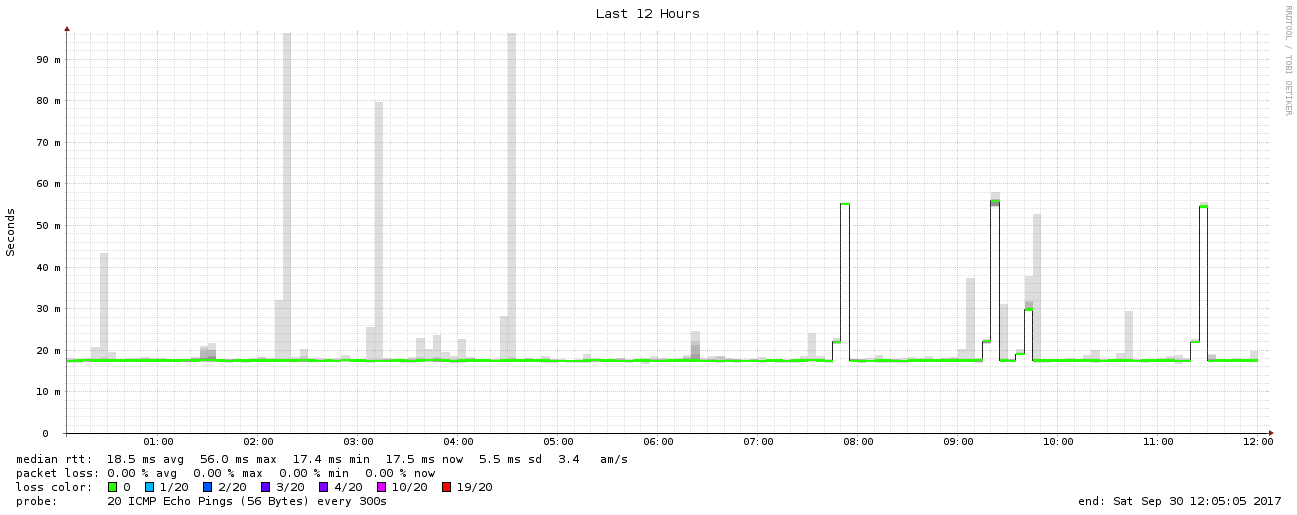 Last 12 Hours
RRDTOOL / TOBI OETIKER
Seconds
90 m
80 m
70 m
60 m
50 m
40 m
30 m
20 m
10 m
0
01:00 02:00 03:00 04:00 05:00 06:00 07:00 08:00 09:00 10:00 11:00 12:00
median rtt: 18.5 ms avg 56.0 ms max 17.4 ms min 17.5 ms now 5.5 ms sd 3.4 am/s
packet loss: 0.00 % avg 0.00 % max 0.00 % min 0.00 % now
loss color: 0 1/20 2/20 3/20 4/20 10/20 19/20
probe: 20 ICMP Echo Pings (56 Bytes) every 300s end: Sat Sep 30 12:05:05 2017